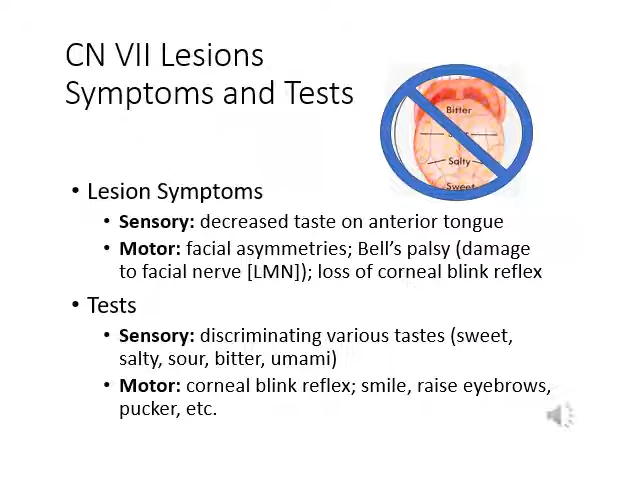 CN VII Lesions
Symptoms and Tests
Bitter
Salty
Sweet
• Lesion Symptoms
• Sensory: decreased taste on anterior tongue
• Motor: facial asymmetries; Bell’s palsy (damage
to facial nerve [LMN]); loss of corneal blink reflex
• Tests
• Sensory: discriminating various tastes (sweet,
salty, sour, bitter, umami)
• Motor: corneal blink reflex; smile, raise eyebrows,
pucker, etc.